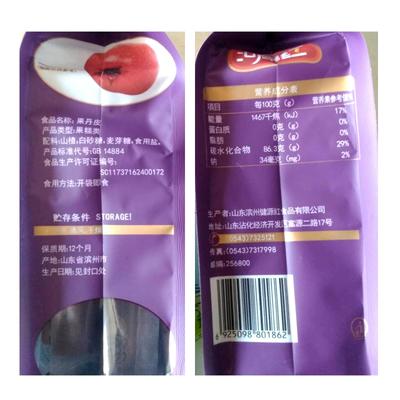 食品名称:果丹皮
产品类型:果糕类
配料:山楂,白砂糖,麦芽糖,食用盐。
产品标准代号:GB 14884
食品生产许可证编号:
SC11737162400172
食用方法:开袋即食
贮存条件 STORAGE!
保质期:12个月
产地:山东省滨州市
生产日期:见封口处
营养成分表
项目 每100克(g) 营养素参考值%
能量 1467千焦(kJ) 17%
蛋白质 0克(g)
脂肪 0克(g)
碳水化合物 86.3克(g) 29%
钠 34毫克(mg) 2%
生产者:山东滨州健源红食品有限公司
地址:山东沾化经济开发区富源二路17号
(0543)7325121
传真:(0543)7317998
邮编:256800
6925098801862